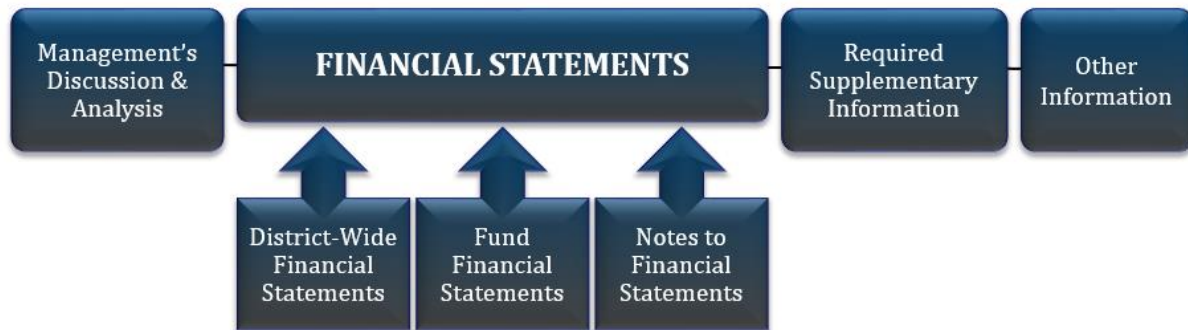 Management’s
Discussion &
Analysis
FINANCIAL STATEMENTS
Required
Supplementary
Information
Other
Information
District-Wide
Financial
Statements
Fund
Financial
Statements
Notes to
Financial
Statements